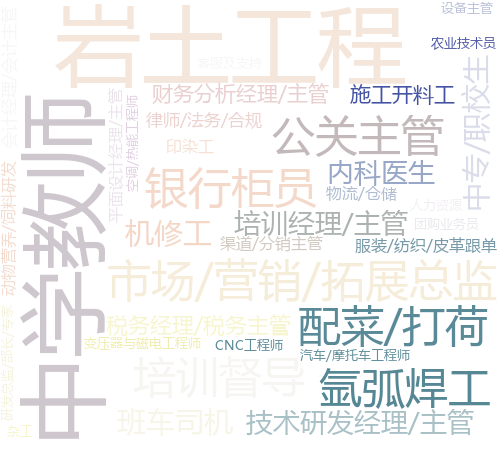 设备主管
岩土工程
农业技术员
客服及支持
会计经理/会计主管
中专/职校生
财务分析经理/主管
施工开料工
平面设计经理/主管
空调/热能工程师
律师/法务/合规
公关主管
中学教师
印染工
内科医生
动物营养/饲料研发
银行柜员
物流/仓储
人力资源
培训经理/主管
团购业务员
机修工
渠道/分销主管
服装/纺织/皮革跟单
市场/营销/拓展总监
税务经理/税务主管
配菜/打荷
变压器与磁电工程师
CNC工程师
汽车/摩托车工程师
培训督导
氩弧焊工
班车司机
技术研发经理/主管